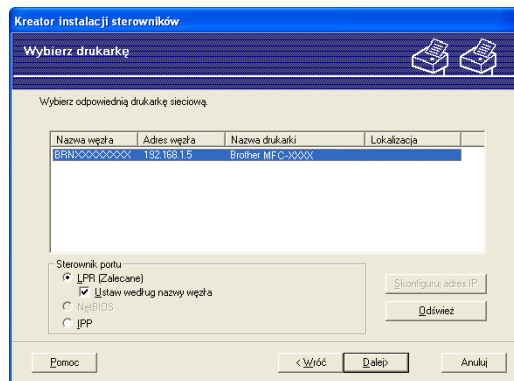 Kreator instalacji sterowników
Wybierz drukarkę
Wybierz odpowiednią drukarkę sieciową.
Nazwa węzła Adres węzła Nazwa drukarki Lokalizacja
BRNXXXXXXXX 192.168.1.5 Brother MFC-XXXX
Sterownik portu
LPR (Zalecane)
Ustaw według nazwy węzła
NetBIOS
IPP
Skonfiguruj adres IP
Odśwież
Pomoc < Wróć Dalej> Anuluj